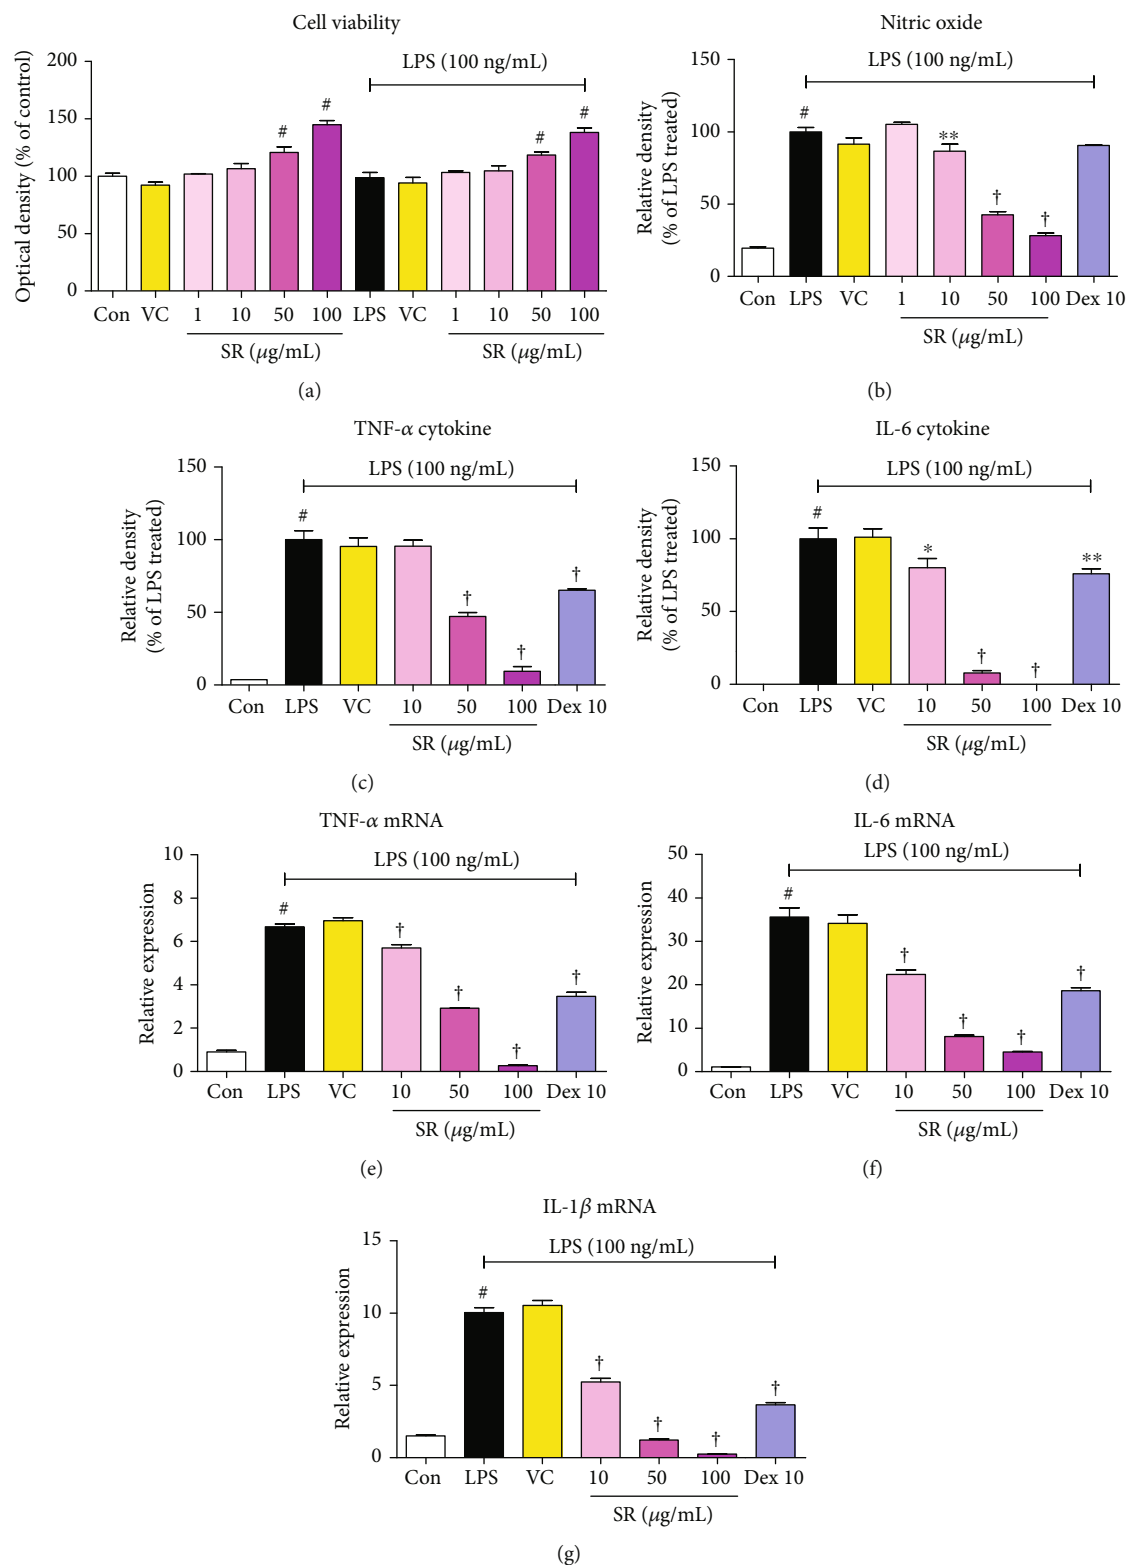 Cell viability
LPS (100 ng/mL)
Optical density (% of control)
200
150
100
50
0
# # # #
Con VC 1 10 50 100 LPS VC 1 10 50 100
SR (μg/mL) SR (μg/mL)
(a)
Nitric oxide
LPS (100 ng/mL)
Relative density
(% of LPS treated)
150
100
50
0
# ** † †
Con LPS VC 1 10 50 100 Dex 10
SR (μg/mL)
(b)
TNF-α cytokine
LPS (100 ng/mL)
Relative density
(% of LPS treated)
150
100
50
0
# † † †
Con LPS VC 10 50 100 Dex 10
SR (μg/mL)
(c)
IL-6 cytokine
LPS (100 ng/mL)
Relative density
(% of LPS treated)
150
100
50
0
# * † † **
Con LPS VC 10 50 100 Dex 10
SR (μg/mL)
(d)
TNF-α mRNA
LPS (100 ng/mL)
Relative expression
10
8
6
4
2
0
# † † † †
Con LPS VC 10 50 100 Dex 10
SR (μg/mL)
(e)
IL-6 mRNA
LPS (100 ng/mL)
Relative expression
50
40
30
20
10
0
# † † † †
Con LPS VC 10 50 100 Dex 10
SR (μg/mL)
(f)
IL-1β mRNA
LPS (100 ng/mL)
Relative expression
15
10
5
0
# † † † †
Con LPS VC 10 50 100 Dex 10
SR (μg/mL)
(g)